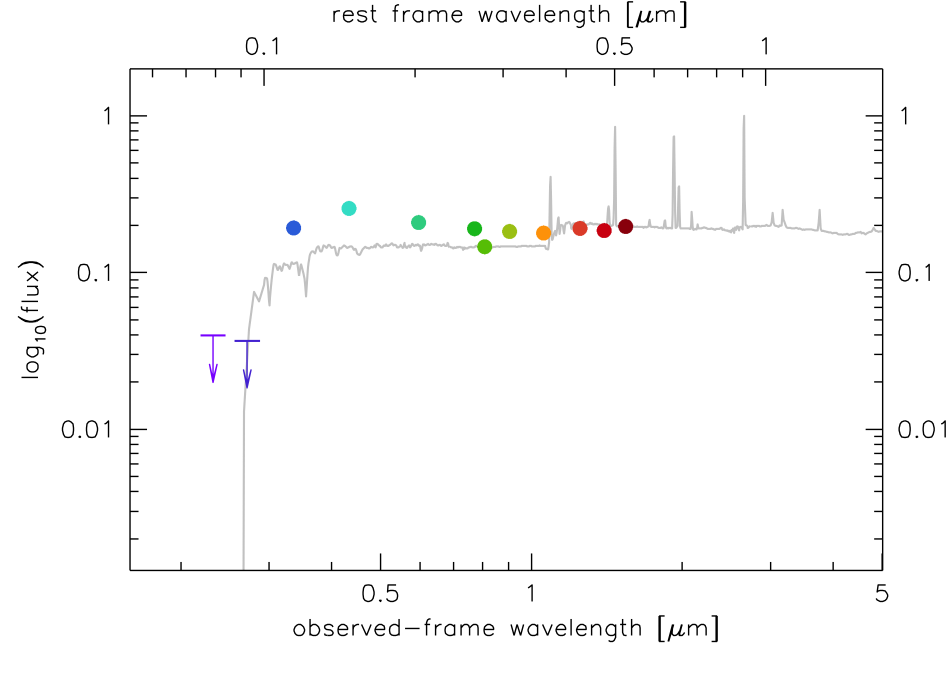 rest frame wavelength [μm]
0.1 0.5 1
1 1
0.1 0.1
0.01 0.01
log10(flux)
0.5 1 5
observed-frame wavelength [μm]